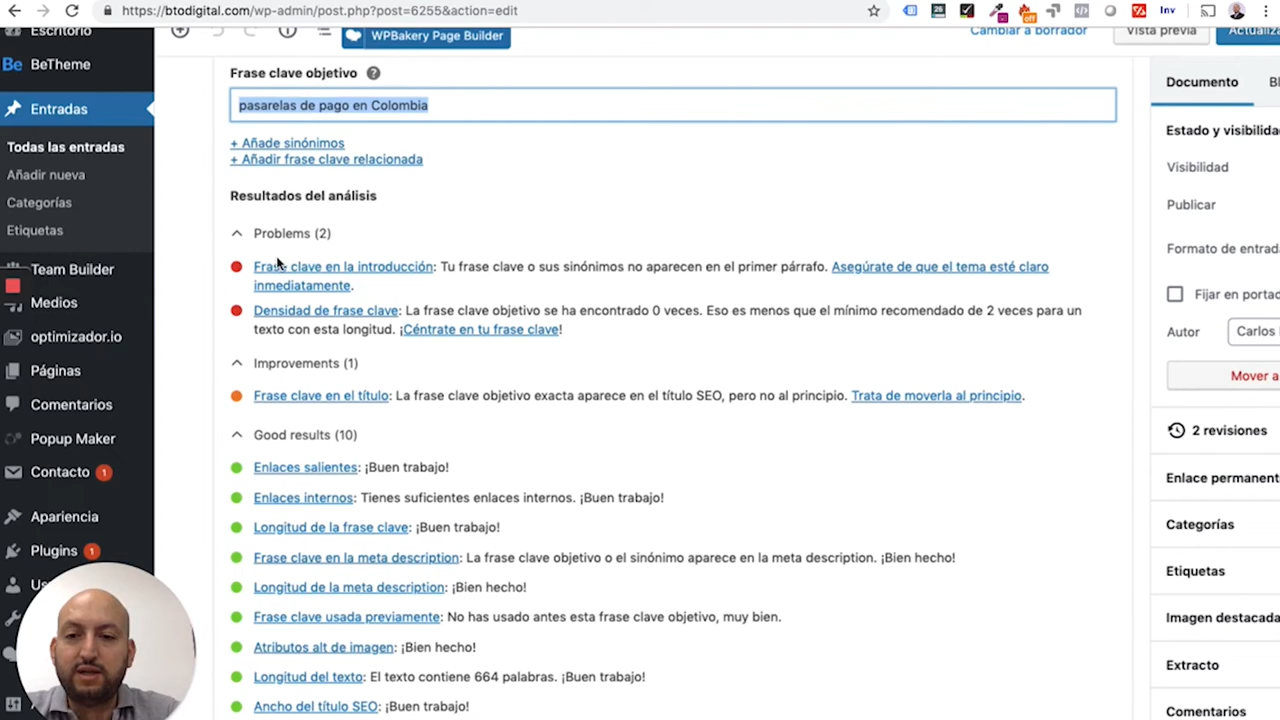 https://btodigital.com/wp-admin/post.php?post=6255&action=edit
26
off
Inv
Escritorio
WPBakery Page Builder
Cambiar a borrador
Vista previa
Be BeTheme
Frase clave objetivo ?
Documento
Entradas
pasarelas de pago en Colombia
Todas las entradas
+ Añade sinónimos
+ Añadir frase clave relacionada
Visibilidad
Añadir nueva
Categorías
Resultados del análisis
Publicar
Etiquetas
Problems (2)
Team Builder
Frase clave en la introducción: Tu frase clave o sus sinónimos no aparecen en el primer párrafo. Asegúrate de que el tema esté claro
inmediatamente.
Medios
Densidad de frase clave: La frase clave objetivo se ha encontrado 0 veces. Eso es menos que el mínimo recomendado de 2 veces para un
texto con esta longitud. ¡Céntrate en tu frase clave!
Autor
Carlos
optimizador.io
Improvements (1)
Páginas
Frase clave en el título: La frase clave objetivo exacta aparece en el título SEO, pero no al principio. Trata de moverla al principio.
Comentarios
Good results (10)
2 revisiones
Popup Maker
Enlaces salientes: ¡Buen trabajo!
Contacto 1
Enlaces internos: Tienes suficientes enlaces internos. ¡Buen trabajo!
Apariencia
Longitud de la frase clave: ¡Buen trabajo!
Categorías
Plugins 1
Frase clave en la meta description: La frase clave objetivo o el sinónimo aparece en la meta description. ¡Bien hecho!
Etiquetas
Longitud de la meta description: ¡Bien hecho!
Frase clave usada previamente: No has usado antes esta frase clave objetivo, muy bien.
Imagen destacada
Atributos alt de imagen: ¡Bien hecho!
Extracto
Longitud del texto: El texto contiene 664 palabras. ¡Buen trabajo!
Ancho del título SEO: ¡Buen trabajo!
Comentarios